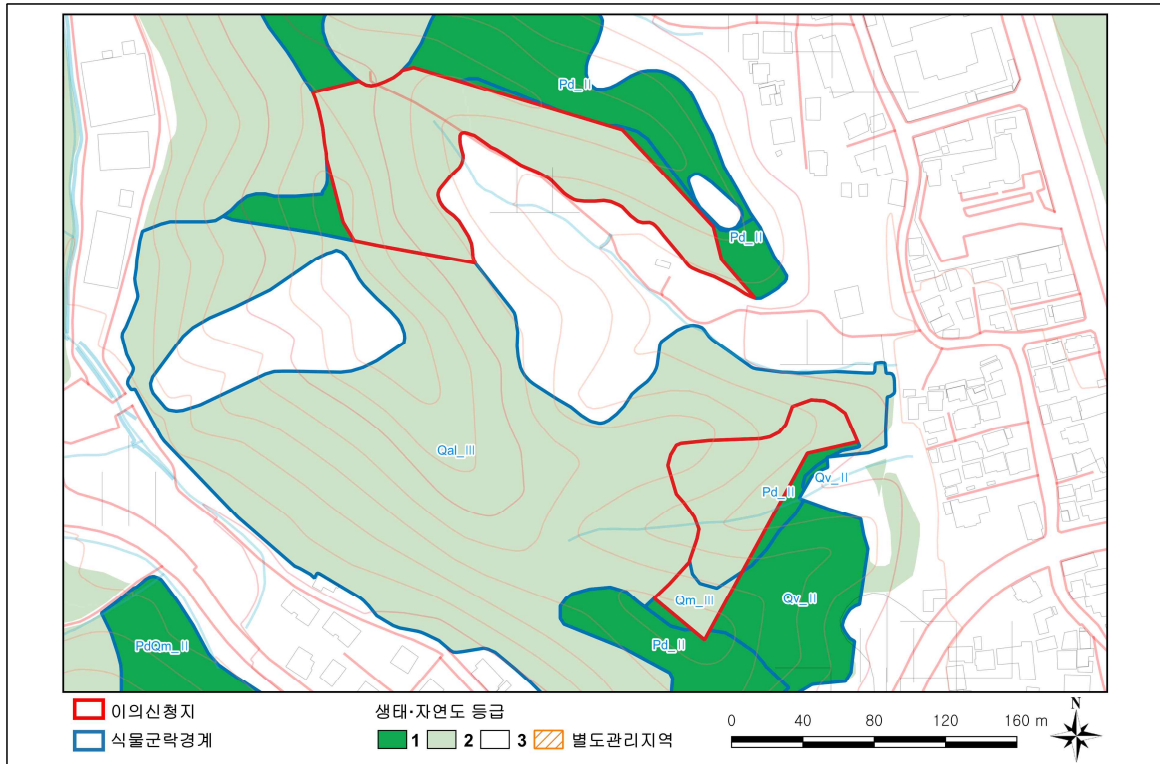 Pd_II
Pd_II
Qal_III
Qv_II
Pd_II
Qm_III
Qv_II
Pd_II
PdQm_II
이의신청지
식물군락경계
생태·자연도 등급
1 2 3 별도관리지역
0 40 80 120 160 m
N